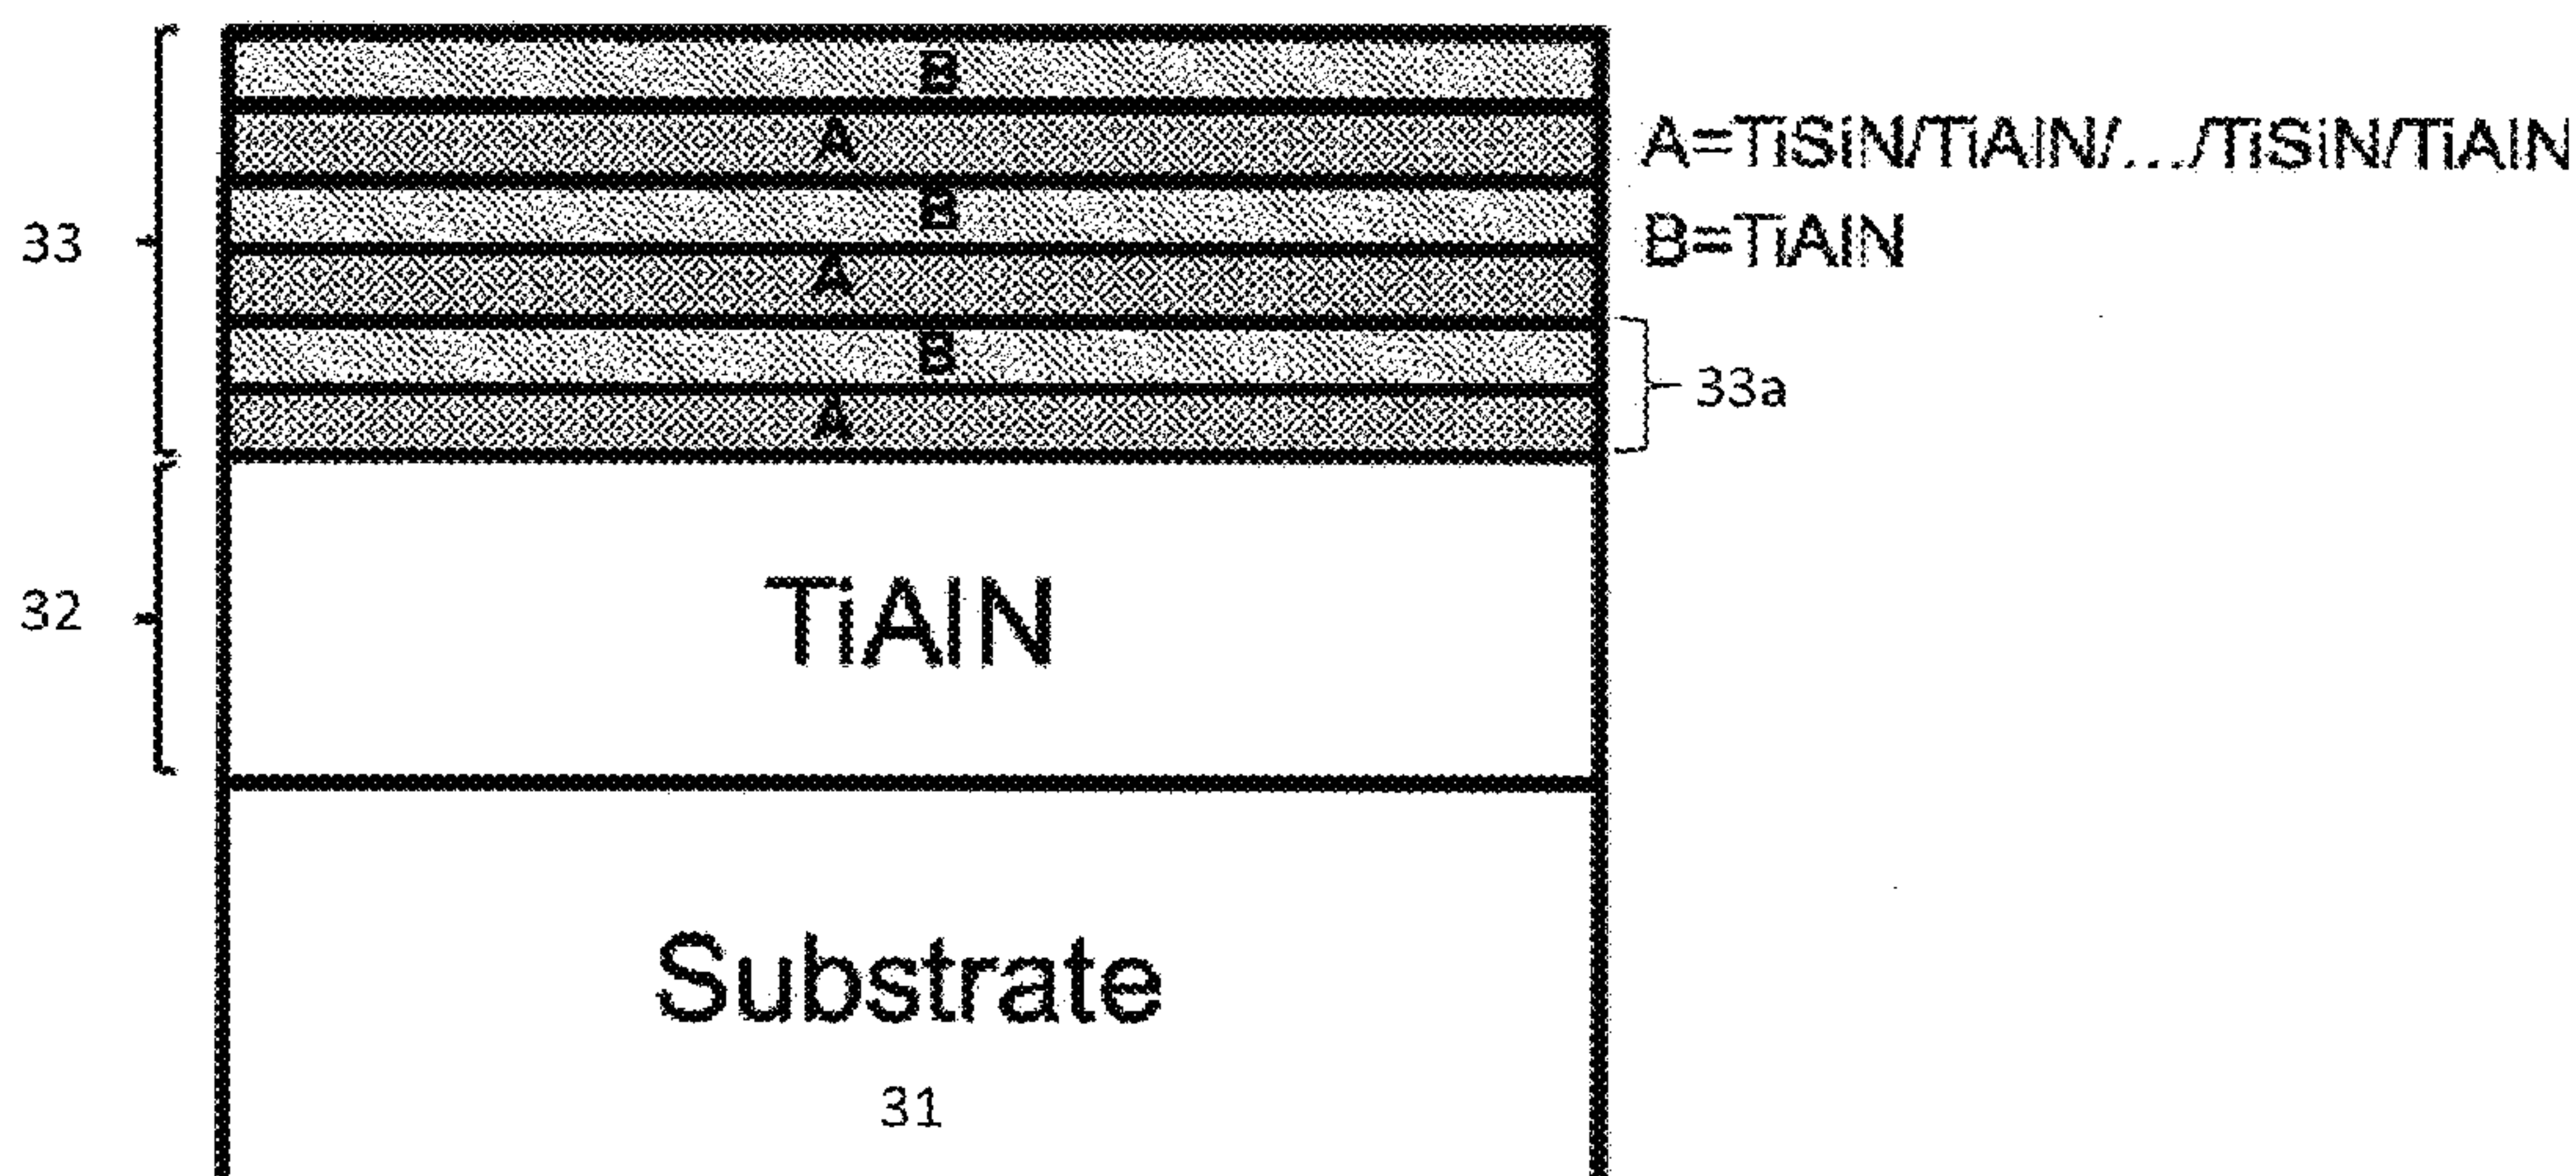 B
A
A=TiSiN/TiAlN/.../TiSiN/TiAlN
B
B=TiAlN
33
A
B
33a
A
TiAlN
32
Substrate
31